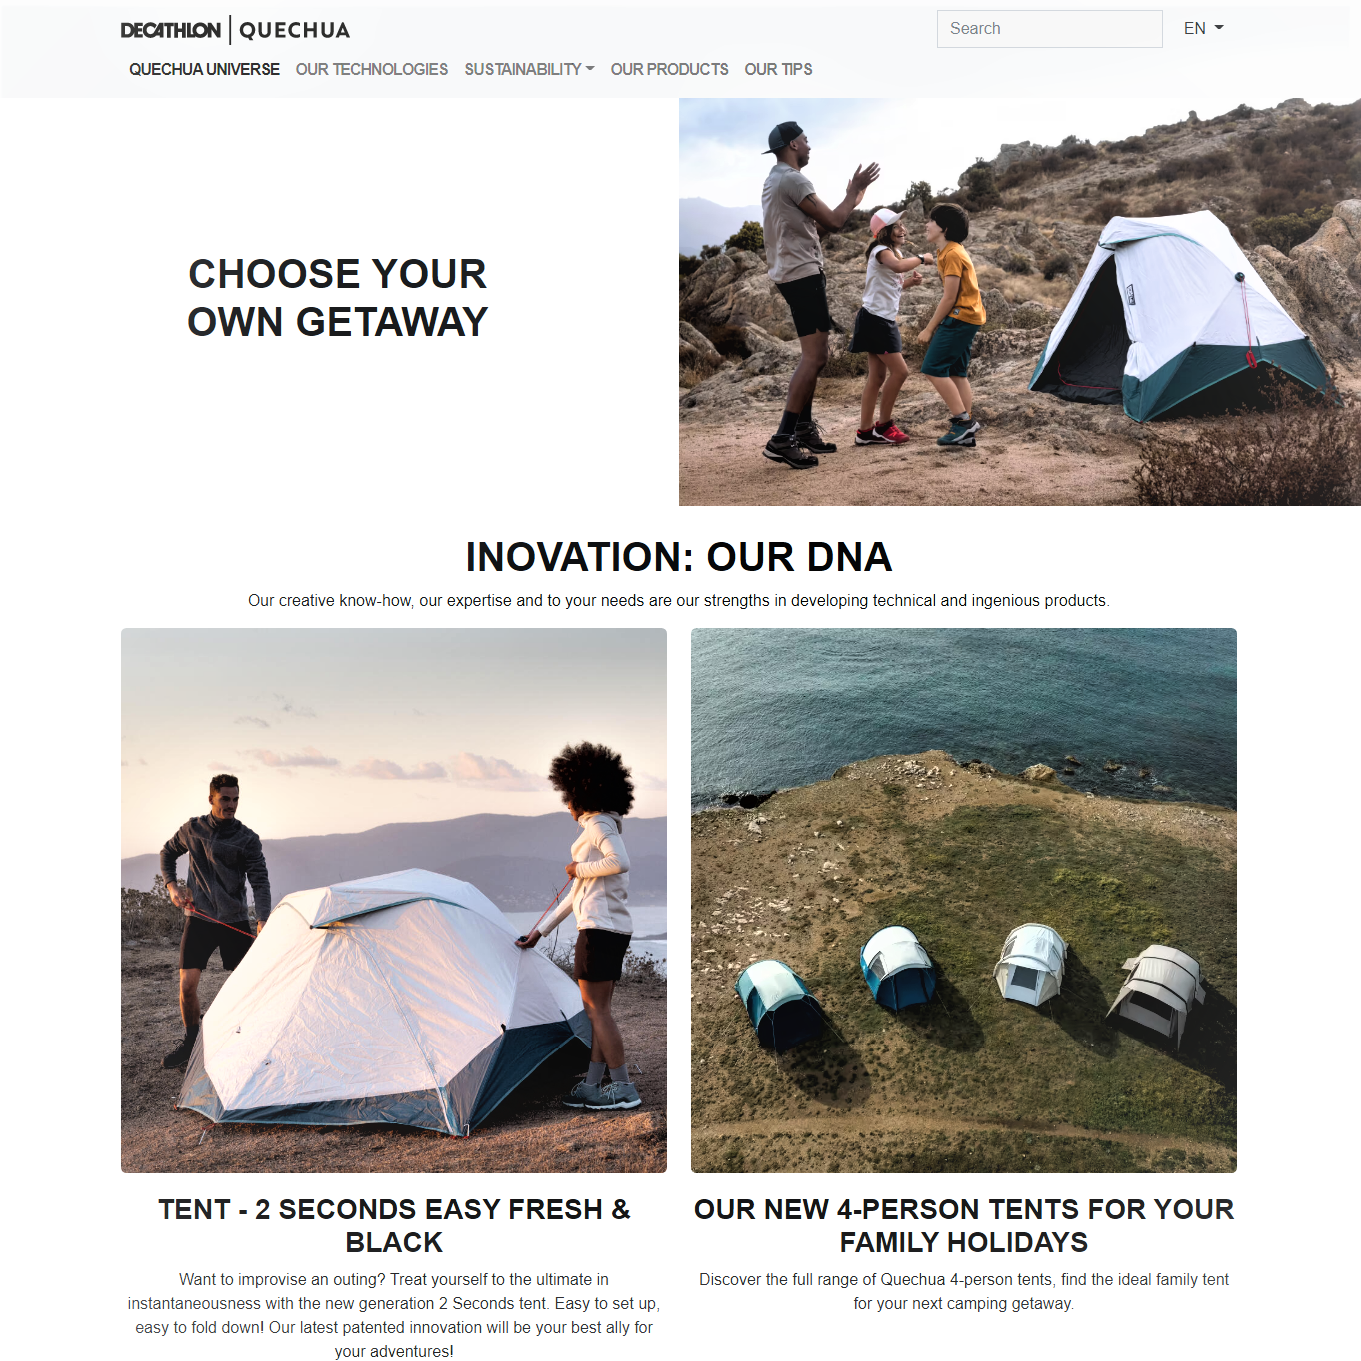 DECATHLON | QUECHUA
Search
EN
QUECHUA UNIVERSE OUR TECHNOLOGIES SUSTAINABILITY OUR PRODUCTS OUR TIPS
CHOOSE YOUR
OWN GETAWAY
INOVATION: OUR DNA
Our creative know-how, our expertise and to your needs are our strengths in developing technical and ingenious products.
TENT - 2 SECONDS EASY FRESH &
BLACK
Want to improvise an outing? Treat yourself to the ultimate in
instantaneousness with the new generation 2 Seconds tent. Easy to set up,
easy to fold down! Our latest patented innovation will be your best ally for
your adventures!
OUR NEW 4-PERSON TENTS FOR YOUR
FAMILY HOLIDAYS
Discover the full range of Quechua 4-person tents, find the ideal family tent
for your next camping getaway.